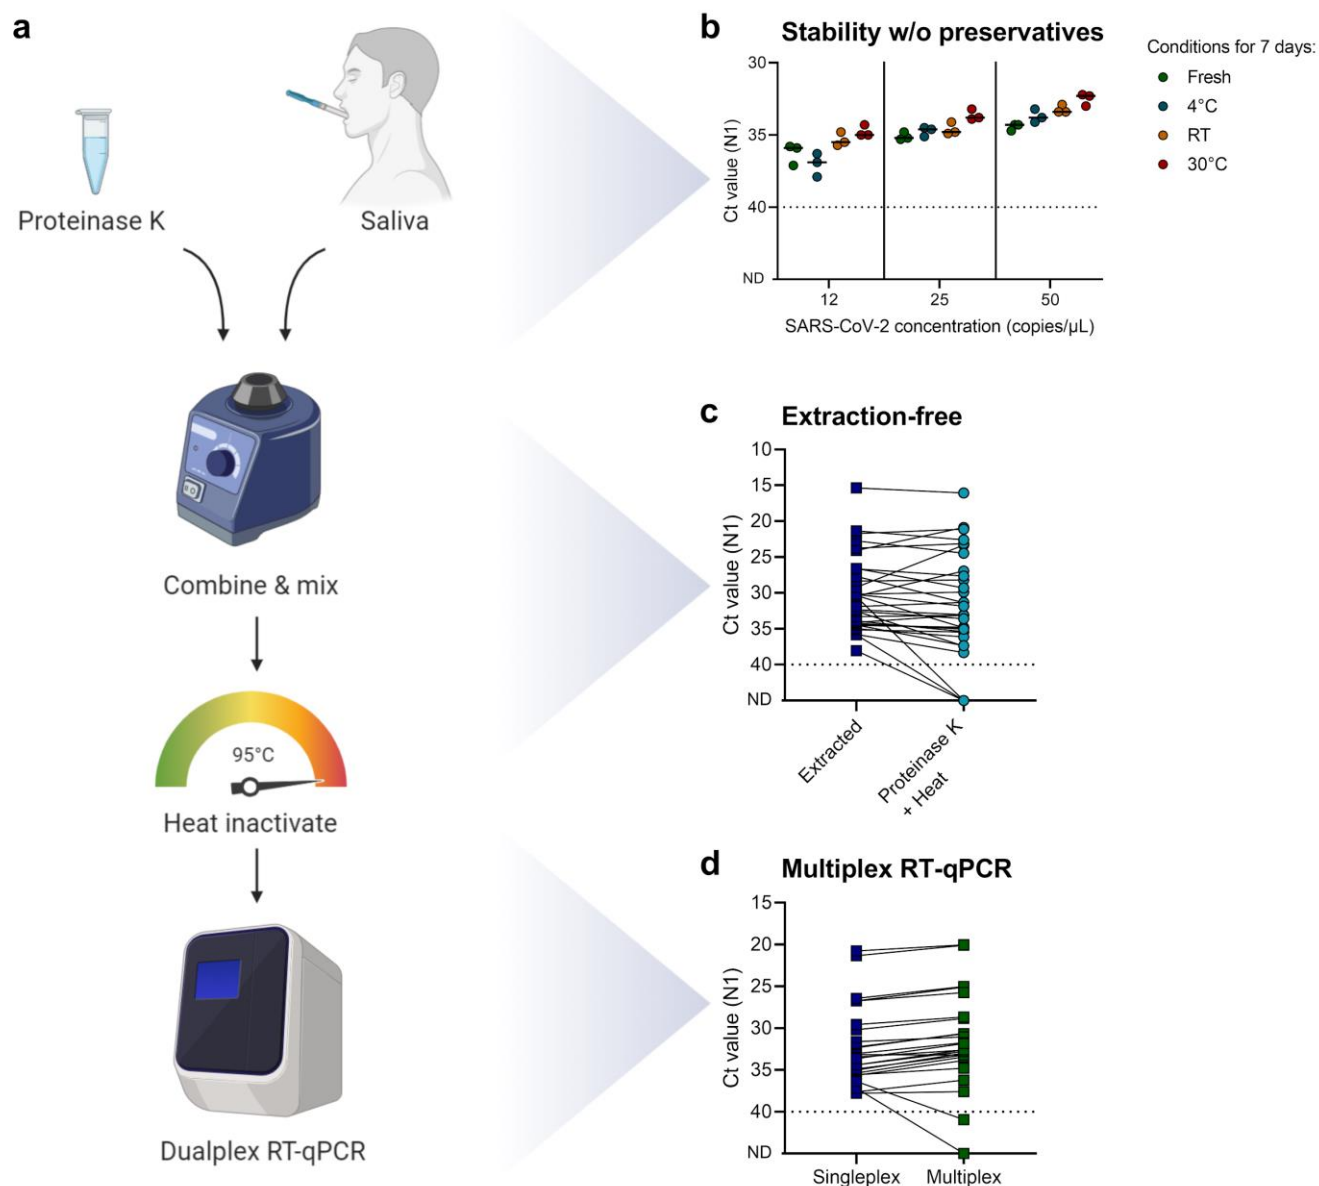 a
Proteinase K
Saliva
Combine & mix
95°C
Heat inactivate
Dualplex RT-qPCR
b Stability w/o preservatives
30
35
40
ND
Ct value (N1)
12 25 50
SARS-CoV-2 concentration (copies/µL)
Conditions for 7 days:
Fresh
4°C
RT
30°C
c Extraction-free
10
15
20
25
30
35
40
ND
Ct value (N1)
Extracted
Proteinase K
+ Heat
d Multiplex RT-qPCR
15
20
25
30
35
40
ND
Ct value (N1)
Singleplex Multiplex